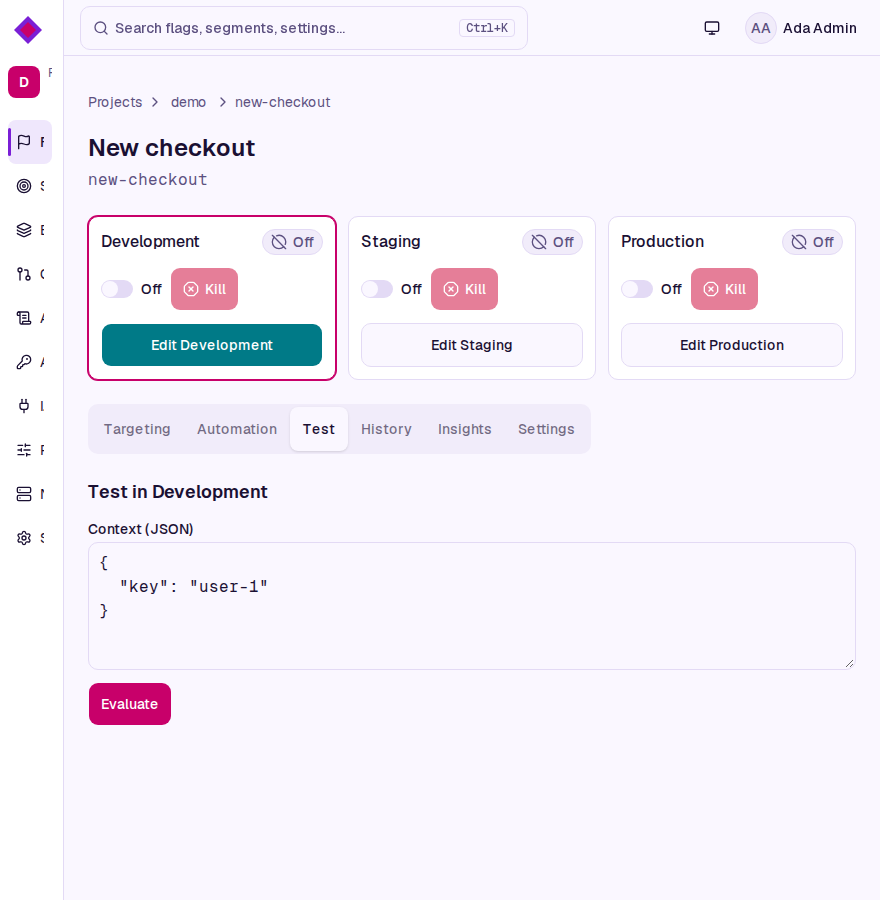 Search flags, segments, settings... Ctrl+K
AA Ada Admin
D
Projects > demo > new-checkout
New checkout
new-checkout
Development Off
Off Kill
Edit Development
Staging Off
Off Kill
Edit Staging
Production Off
Off Kill
Edit Production
Targeting Automation Test History Insights Settings
Test in Development
Context (JSON)
{
"key": "user-1"
}
Evaluate